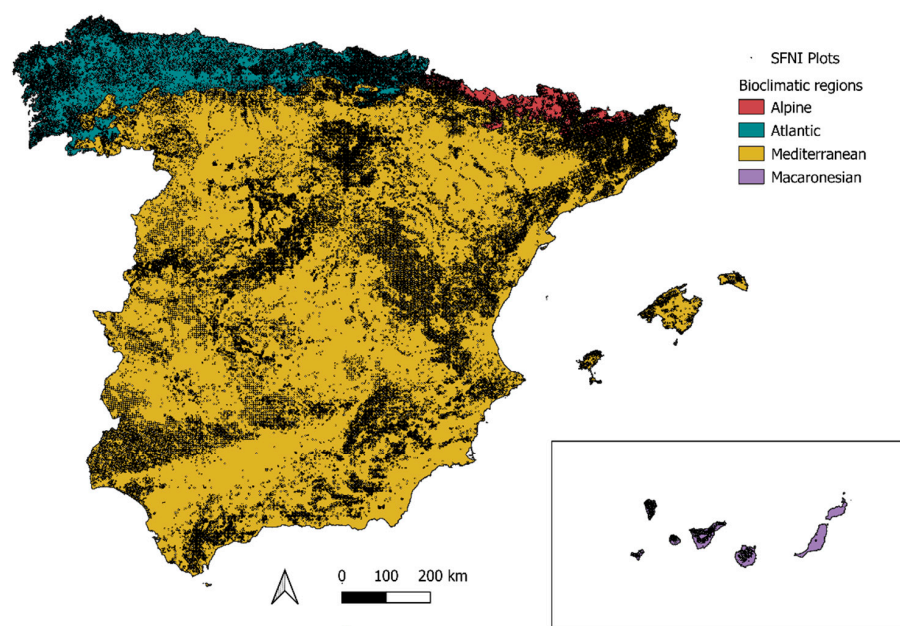 SFNI Plots
Bioclimatic regions
Alpine
Atlantic
Mediterranean
Macaronesian
0 100 200 km